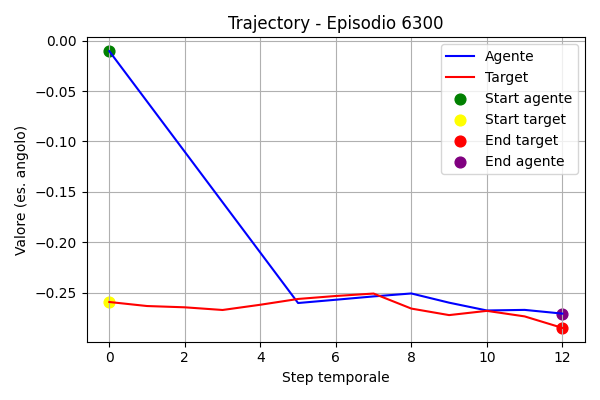 Trajectory - Episodio 6300
Agente
Target
Start agente
Start target
End target
End agente
Valore (es. angolo)
0.00
−0.05
−0.10
−0.15
−0.20
−0.25
0 2 4 6 8 10 12
Step temporale